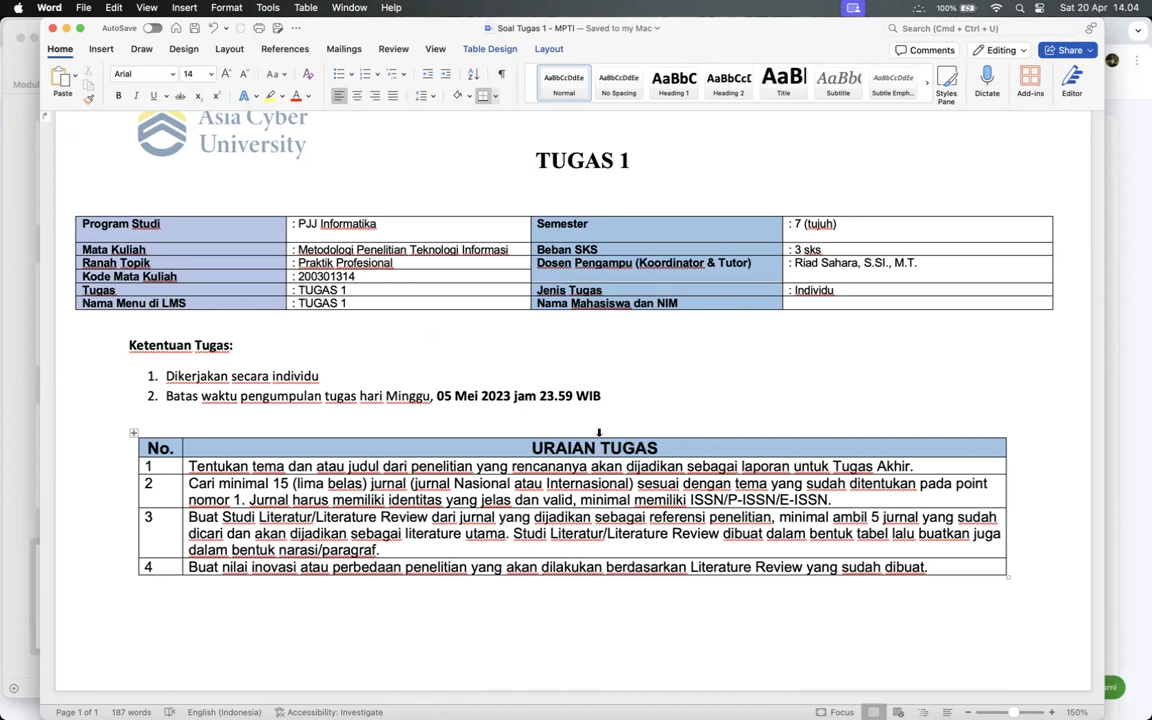 Word File Edit View Insert Format Tools Table Window Help 100% Sat 20 Apr 14.04
AutoSave Soal Tugas 1 - MPTI — Saved to my Mac Search (Cmd + Ctrl + U)
Home Insert Draw Design Layout References Mailings Review View Table Design Layout Comments Editing Share
Paste Arial 14 AaBbCcDdEe AaBbCcDdEe AaBbC AaBbCcE AaBl AaBbCcE AaBbCcDdEe
Normal No Spacing Heading 1 Heading 2 Title Subtitle Subtle Emph... Styles Pane Dictate Add-ins Editor
Asia Cyber
University
TUGAS 1
Program Studi : PJJ Informatika Semester : 7 (tujuh)
Mata Kuliah : Metodologi Penelitian Teknologi Informasi Beban SKS : 3 sks
Ranah Topik : Praktik Profesional Dosen Pengampu (Koordinator & Tutor) : Riad Sahara, S.SI., M.T.
Kode Mata Kuliah : 200301314
Tugas : TUGAS 1 Jenis Tugas : Individu
Nama Menu di LMS : TUGAS 1 Nama Mahasiswa dan NIM
Ketentuan Tugas:
1. Dikerjakan secara individu
2. Batas waktu pengumpulan tugas hari Minggu, 05 Mei 2023 jam 23.59 WIB
No. URAIAN TUGAS
1 Tentukan tema dan atau judul dari penelitian yang rencananya akan dijadikan sebagai laporan untuk Tugas Akhir.
2 Cari minimal 15 (lima belas) jurnal (jurnal Nasional atau Internasional) sesuai dengan tema yang sudah ditentukan pada point
nomor 1. Jurnal harus memiliki identitas yang jelas dan valid, minimal memiliki ISSN/P-ISSN/E-ISSN.
3 Buat Studi Literatur/Literature Review dari jurnal yang dijadikan sebagai referensi penelitian, minimal ambil 5 jurnal yang sudah
dicari dan akan dijadikan sebagai literature utama. Studi Literatur/Literature Review dibuat dalam bentuk tabel lalu buatkan juga
dalam bentuk narasi/paragraf.
4 Buat nilai inovasi atau perbedaan penelitian yang akan dilakukan berdasarkan Literature Review yang sudah dibuat.
Page 1 of 1 187 words English (Indonesia) Accessibility: Investigate Focus 150%